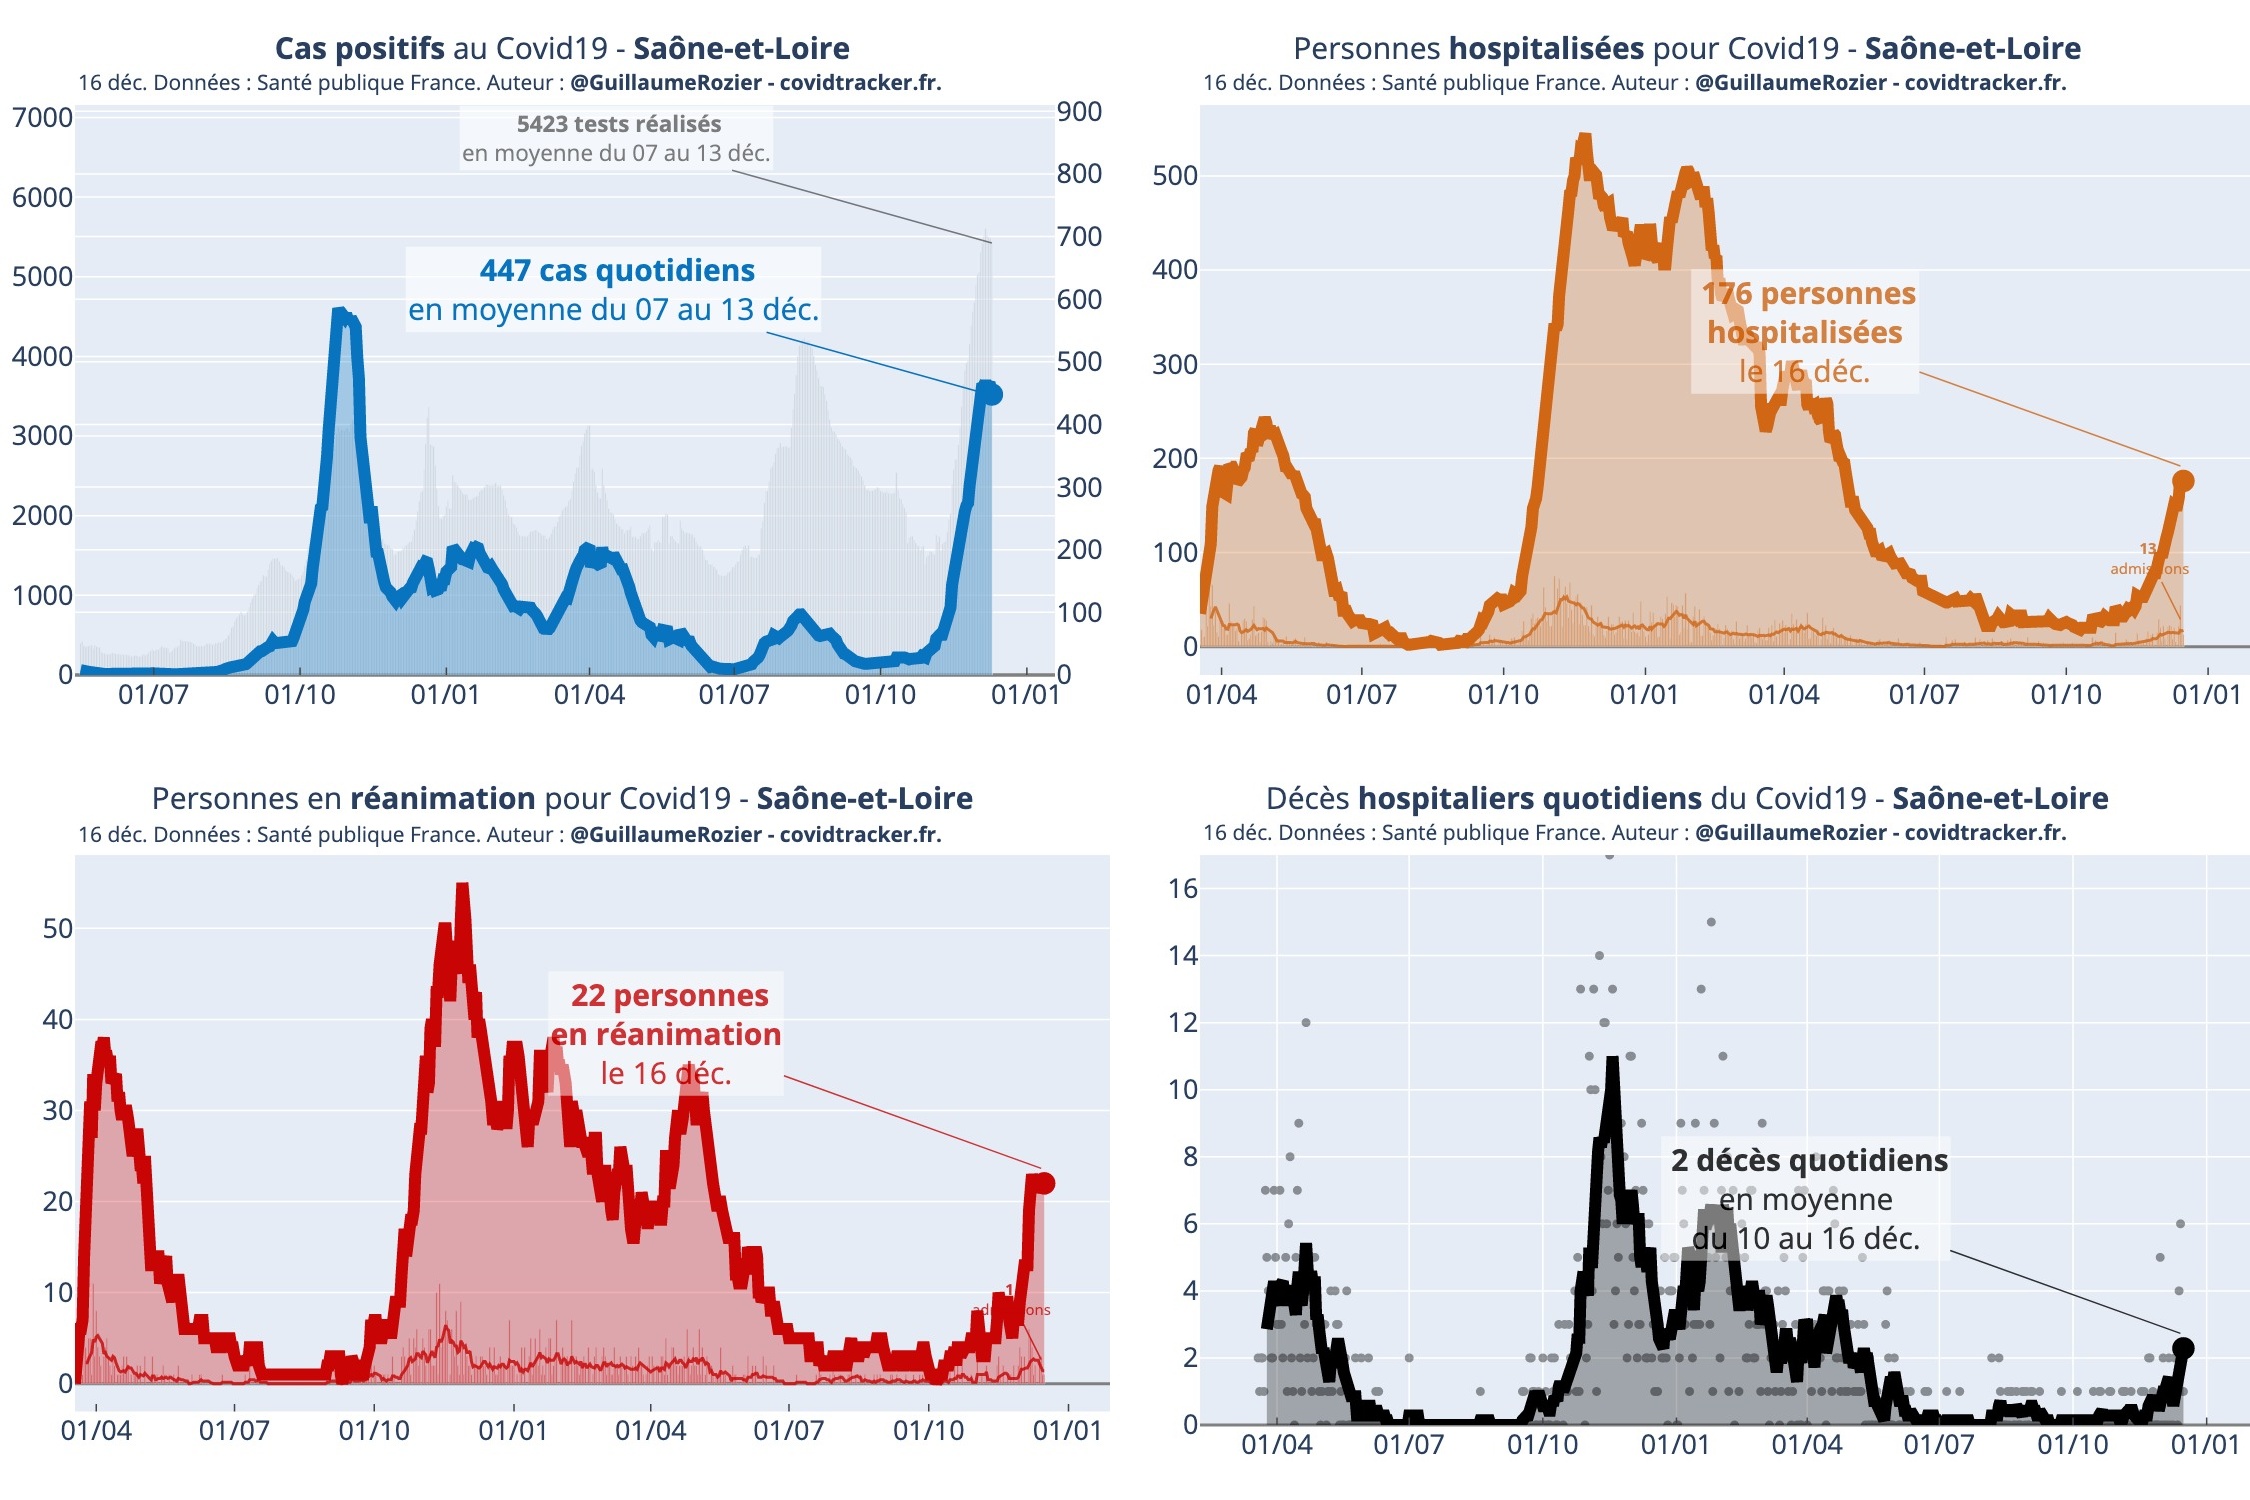 Cas positifs au Covid19 - Saône-et-Loire
16 déc. Données : Santé publique France. Auteur : @GuillaumeRozier - covidtracker.fr.
7000
6000
5000
4000
3000
2000
1000
0
900
800
700
600
500
400
300
200
100
0
5423 tests réalisés
en moyenne du 07 au 13 déc.
447 cas quotidiens
en moyenne du 07 au 13 déc.
01/07 01/10 01/01 01/04 01/07 01/10 01/01
Personnes hospitalisées pour Covid19 - Saône-et-Loire
16 déc. Données : Santé publique France. Auteur : @GuillaumeRozier - covidtracker.fr.
500
400
300
200
100
0
176 personnes
hospitalisées
le 16 déc.
13
admissions
01/04 01/07 01/10 01/01 01/04 01/07 01/10 01/01
Personnes en réanimation pour Covid19 - Saône-et-Loire
16 déc. Données : Santé publique France. Auteur : @GuillaumeRozier - covidtracker.fr.
50
40
30
20
10
0
22 personnes
en réanimation
le 16 déc.
1
admissions
01/04 01/07 01/10 01/01 01/04 01/07 01/10 01/01
Décès hospitaliers quotidiens du Covid19 - Saône-et-Loire
16 déc. Données : Santé publique France. Auteur : @GuillaumeRozier - covidtracker.fr.
16
14
12
10
8
6
4
2
0
2 décès quotidiens
en moyenne
du 10 au 16 déc.
01/04 01/07 01/10 01/01 01/04 01/07 01/10 01/01